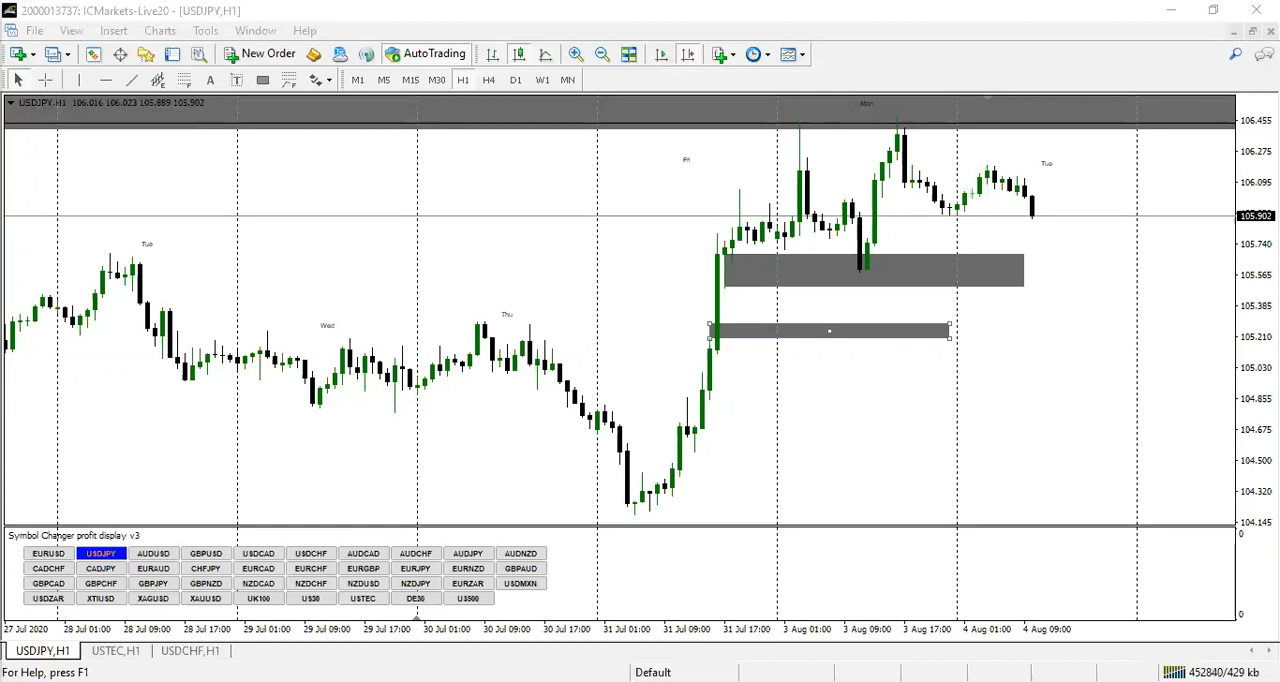 2000013737: ICMarkets-Live20 - [USDJPY,H1]
File View Insert Charts Tools Window Help
New Order AutoTrading
A T M1 M5 M15 M30 H1 H4 D1 W1 MN
USDJPY,H1 106.016 106.023 105.889 105.902
Mon
106.455
106.275
Fri
Tue
106.095
105.902
Tue
105.740
105.565
105.385
Thu
Wed
105.210
105.030
104.855
104.675
104.500
104.320
104.145
Symbol Changer profit display v3
0
EURUSD USDJPY AUDUSD GBPUSD USDCAD USDCHF AUDCAD AUDCHF AUDJPY AUDNZD
CADCHF CADJPY EURAUD CHFJPY EURCAD EURCHF EURGBP EURJPY EURNZD GBPAUD
GBPCAD GBPCHF GBPJPY GBPNZD NZDCAD NZDCHF NZDUSD NZDJPY EURZAR USDMXN
USDZAR XTIUSD XAGUSD XAUUSD UK100 US30 USTEC DE30 US500
0
27 Jul 2020 28 Jul 01:00 28 Jul 09:00 28 Jul 17:00 29 Jul 01:00 29 Jul 09:00 29 Jul 17:00 30 Jul 01:00 30 Jul 09:00 30 Jul 17:00 31 Jul 01:00 31 Jul 09:00 31 Jul 17:00 3 Aug 01:00 3 Aug 09:00 3 Aug 17:00 4 Aug 01:00 4 Aug 09:00
USDJPY,H1 USTEC,H1 USDCHF,H1
For Help, press F1 Default 452840/429 kb